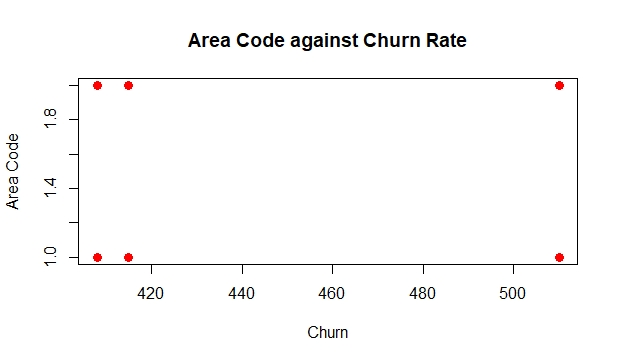 Area Code against Churn Rate
Area Code
1.8
1.4
1.0
420 440 460 480 500
Churn